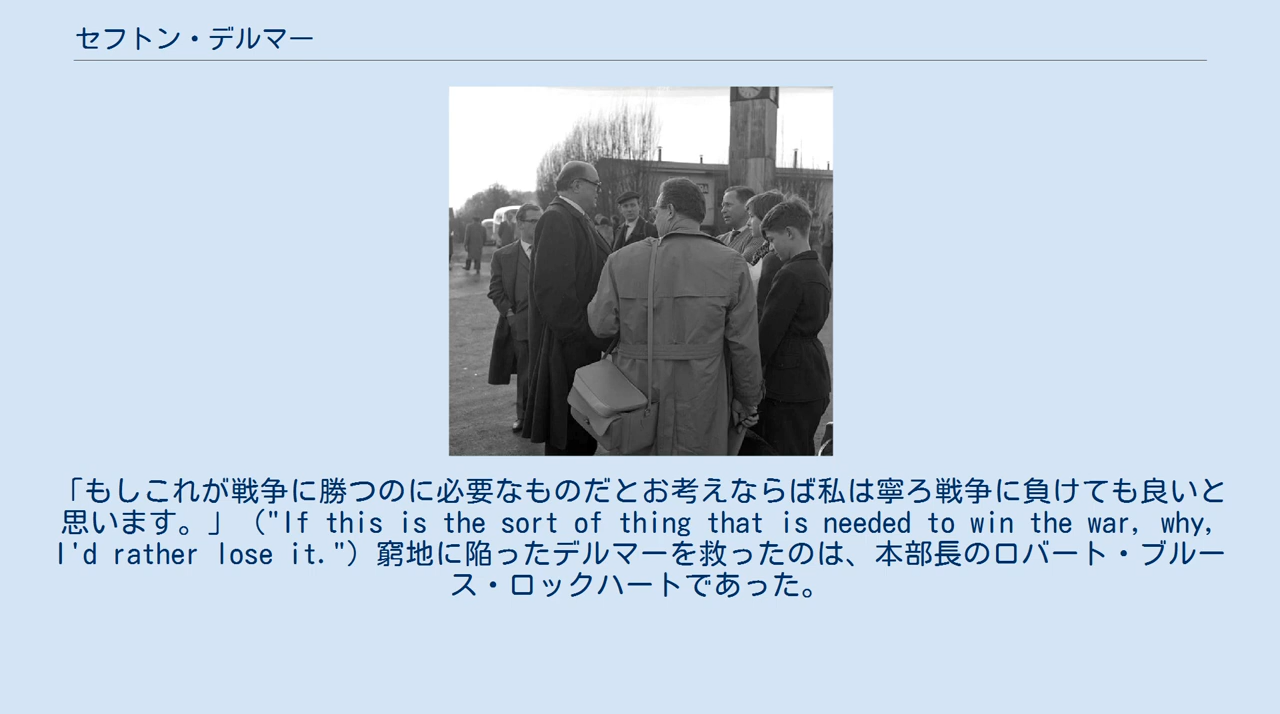 セフトン・デルマー
「もしこれが戦争に勝つのに必要なものだとお考えならば私は寧ろ戦争に負けても良いと
思います。」（"If this is the sort of thing that is needed to win the war, why,
I'd rather lose it."）窮地に陥ったデルマーを救ったのは、本部長のロバート・ブルー
ス・ロックハートであった。